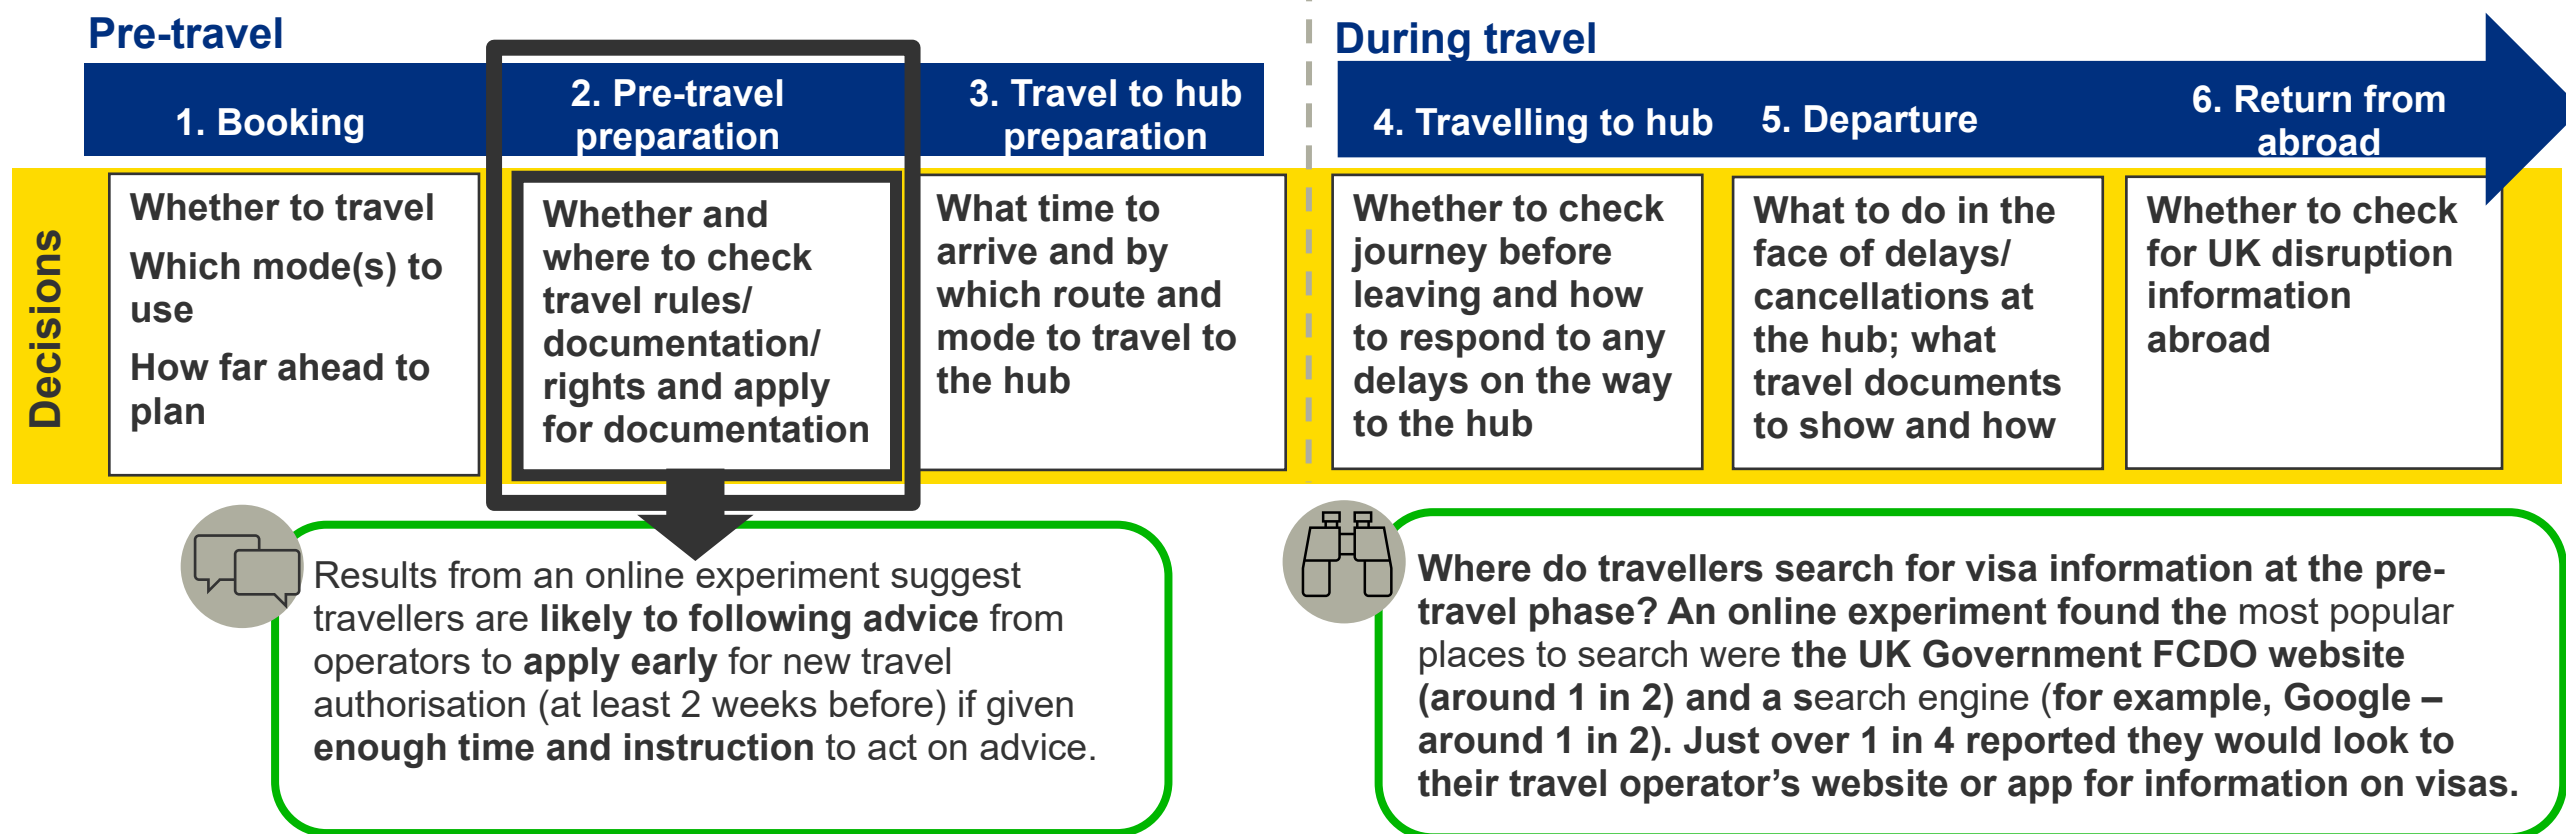 Pre-travel
During travel
1. Booking
2. Pre-travel
preparation
3. Travel to hub
preparation
4. Travelling to hub
5. Departure
6. Return from
abroad
Decisions
Whether to travel
Which mode(s) to
use
How far ahead to
plan
Whether and
where to check
travel rules/
documentation/
rights and apply
for documentation
What time to
arrive and by
which route and
mode to travel to
the hub
Whether to check
journey before
leaving and how
to respond to any
delays on the way
to the hub
What to do in the
face of delays/
cancellations at
the hub; what
travel documents
to show and how
Whether to check
for UK disruption
information
abroad
Results from an online experiment suggest
travellers are likely to following advice from
operators to apply early for new travel
authorisation (at least 2 weeks before) if given
enough time and instruction to act on advice.
Where do travellers search for visa information at the pre-
travel phase? An online experiment found the most popular
places to search were the UK Government FCDO website
(around 1 in 2) and a search engine (for example, Google –
around 1 in 2). Just over 1 in 4 reported they would look to
their travel operator’s website or app for information on visas.